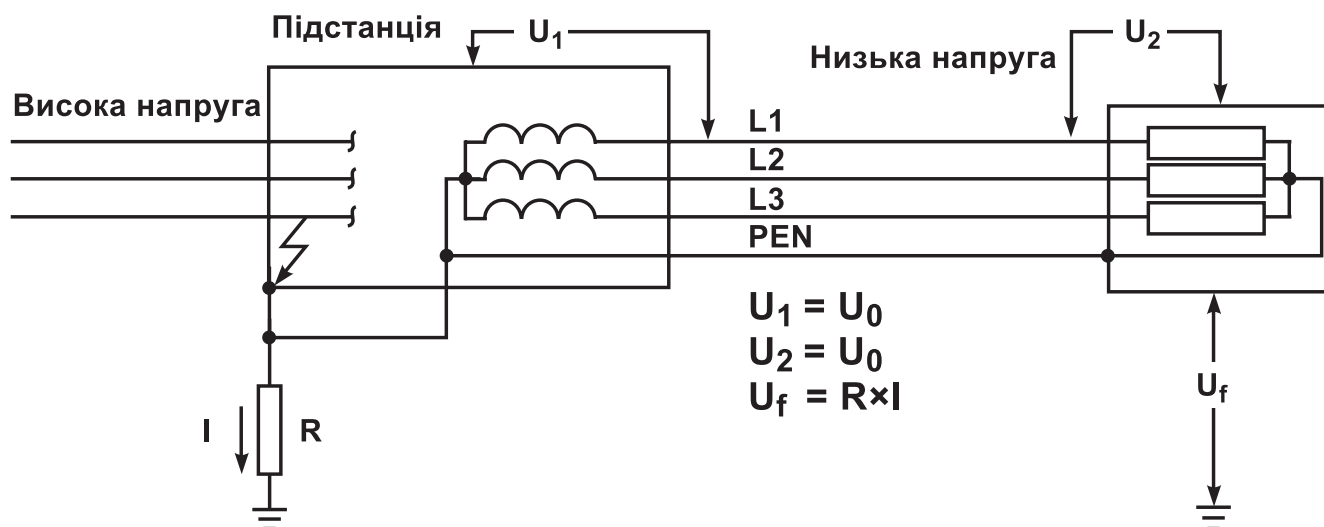 Підстанція
U1
Низька напруга
U2
Висока напруга
L1
L2
L3
PEN
U1 = U0
U2 = U0
Uf = R×I
Uf
I
R